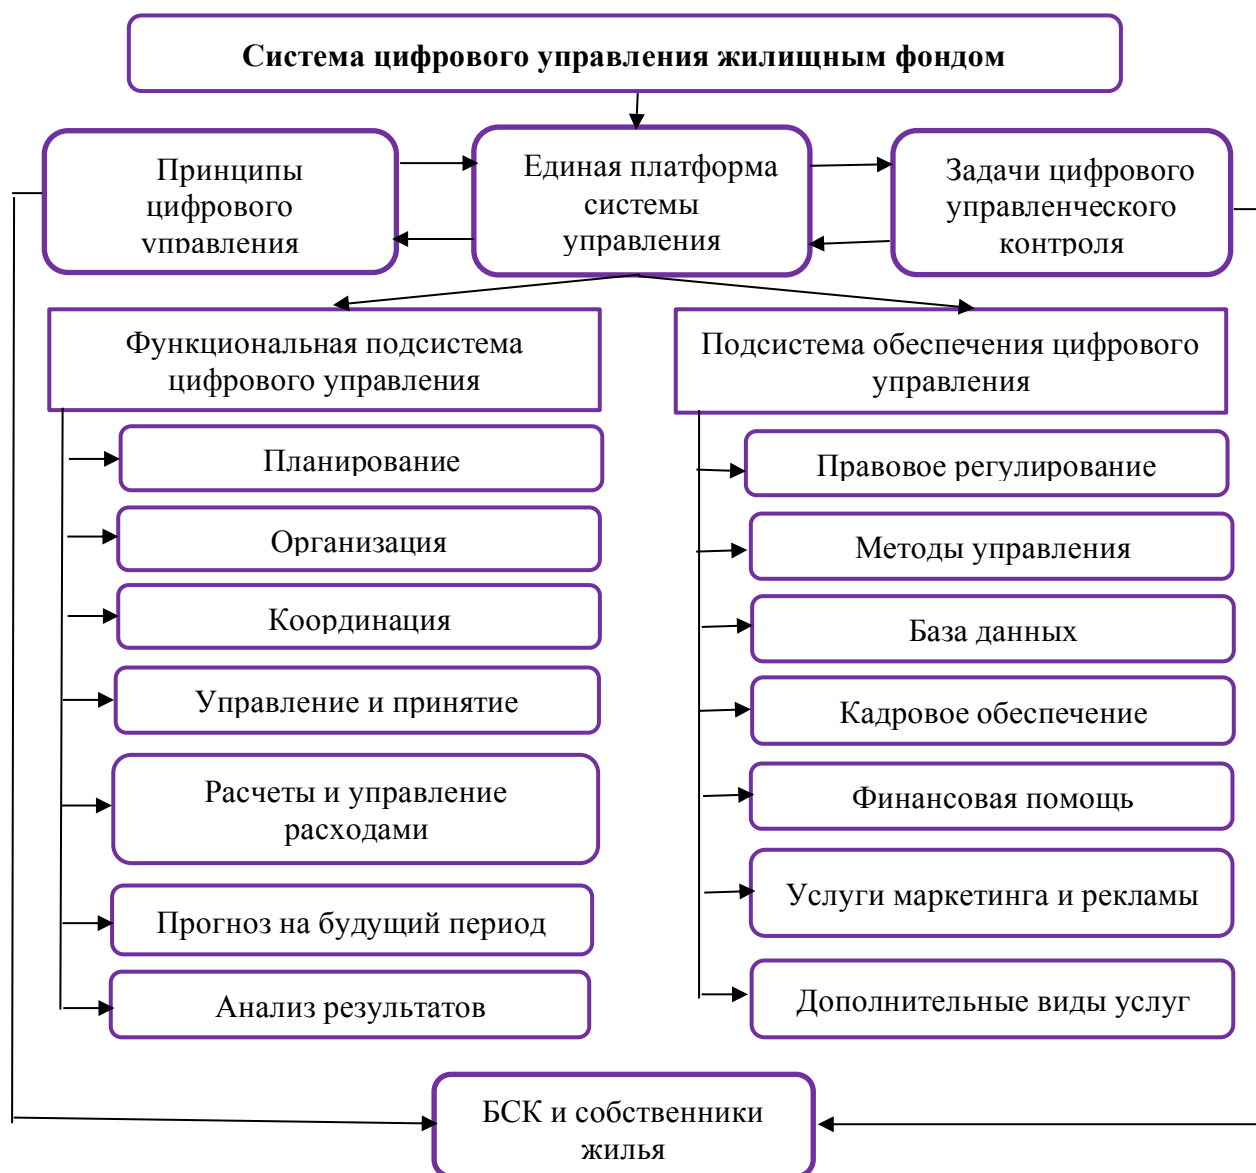 Система цифрового управления жилищным фондом
Принципы
цифрового
управления
Единая платформа
системы
управления
Задачи цифрового
управленческого
контроля
Функциональная подсистема
цифрового управления
Планирование
Организация
Координация
Управление и принятие
Расчеты и управление
расходами
Прогноз на будущий период
Анализ результатов
Подсистема обеспечения цифрового
управления
Правовое регулирование
Методы управления
База данных
Кадровое обеспечение
Финансовая помощь
Услуги маркетинга и рекламы
Дополнительные виды услуг
БСК и собственники
жилья